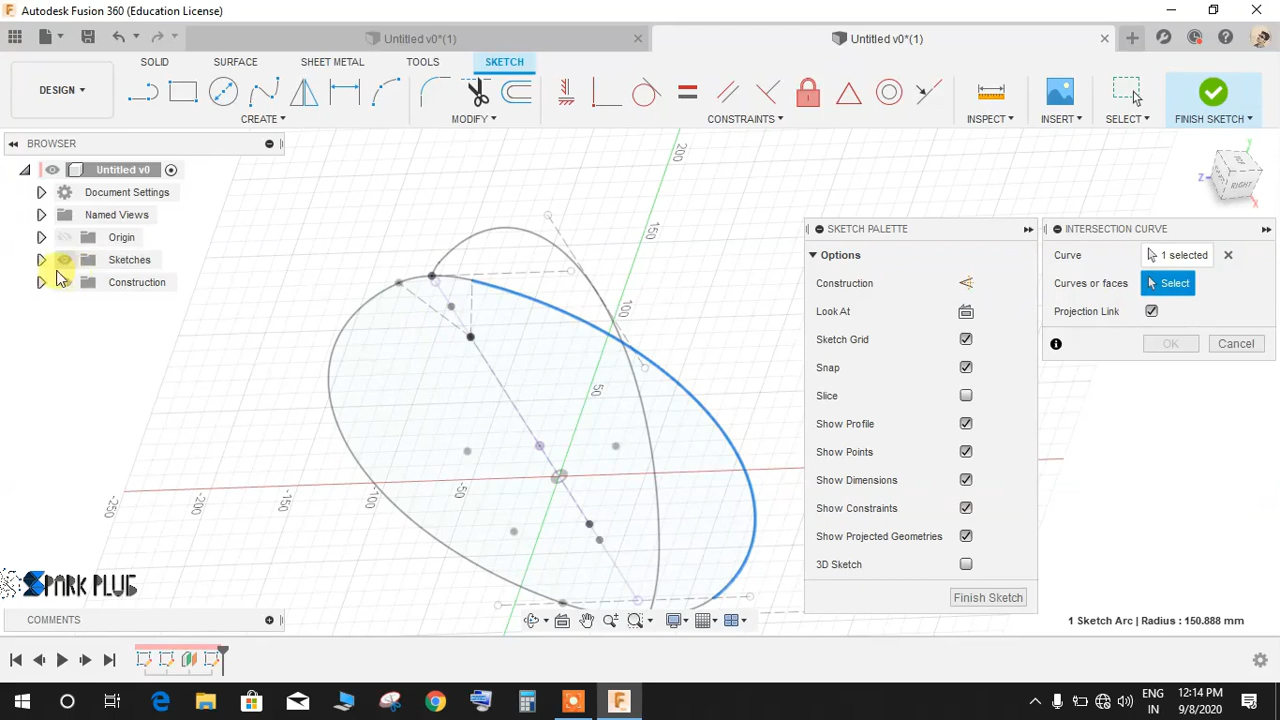 Autodesk Fusion 360 (Education License)
Untitled v0*(1)
Untitled v0*(1)
DESIGN
SOLID
SURFACE
SHEET METAL
TOOLS
SKETCH
CREATE
MODIFY
CONSTRAINTS
INSPECT
INSERT
SELECT
FINISH SKETCH
BROWSER
Untitled v0
Document Settings
Named Views
Origin
Sketches
Construction
200
150
100
50
-50
-100
-150
-200
-250
Z
Y
X
TOP
RIGHT
SKETCH PALETTE
Options
Construction
Look At
Sketch Grid
Snap
Slice
Show Profile
Show Points
Show Dimensions
Show Constraints
Show Projected Geometries
3D Sketch
Finish Sketch
INTERSECTION CURVE
Curve
1 selected
Curves or faces
Select
Projection Link
OK
Cancel
SPARK PLUG
COMMENTS
1 Sketch Arc | Radius : 150.888 mm
ENG
IN
12:14 PM
9/8/2020